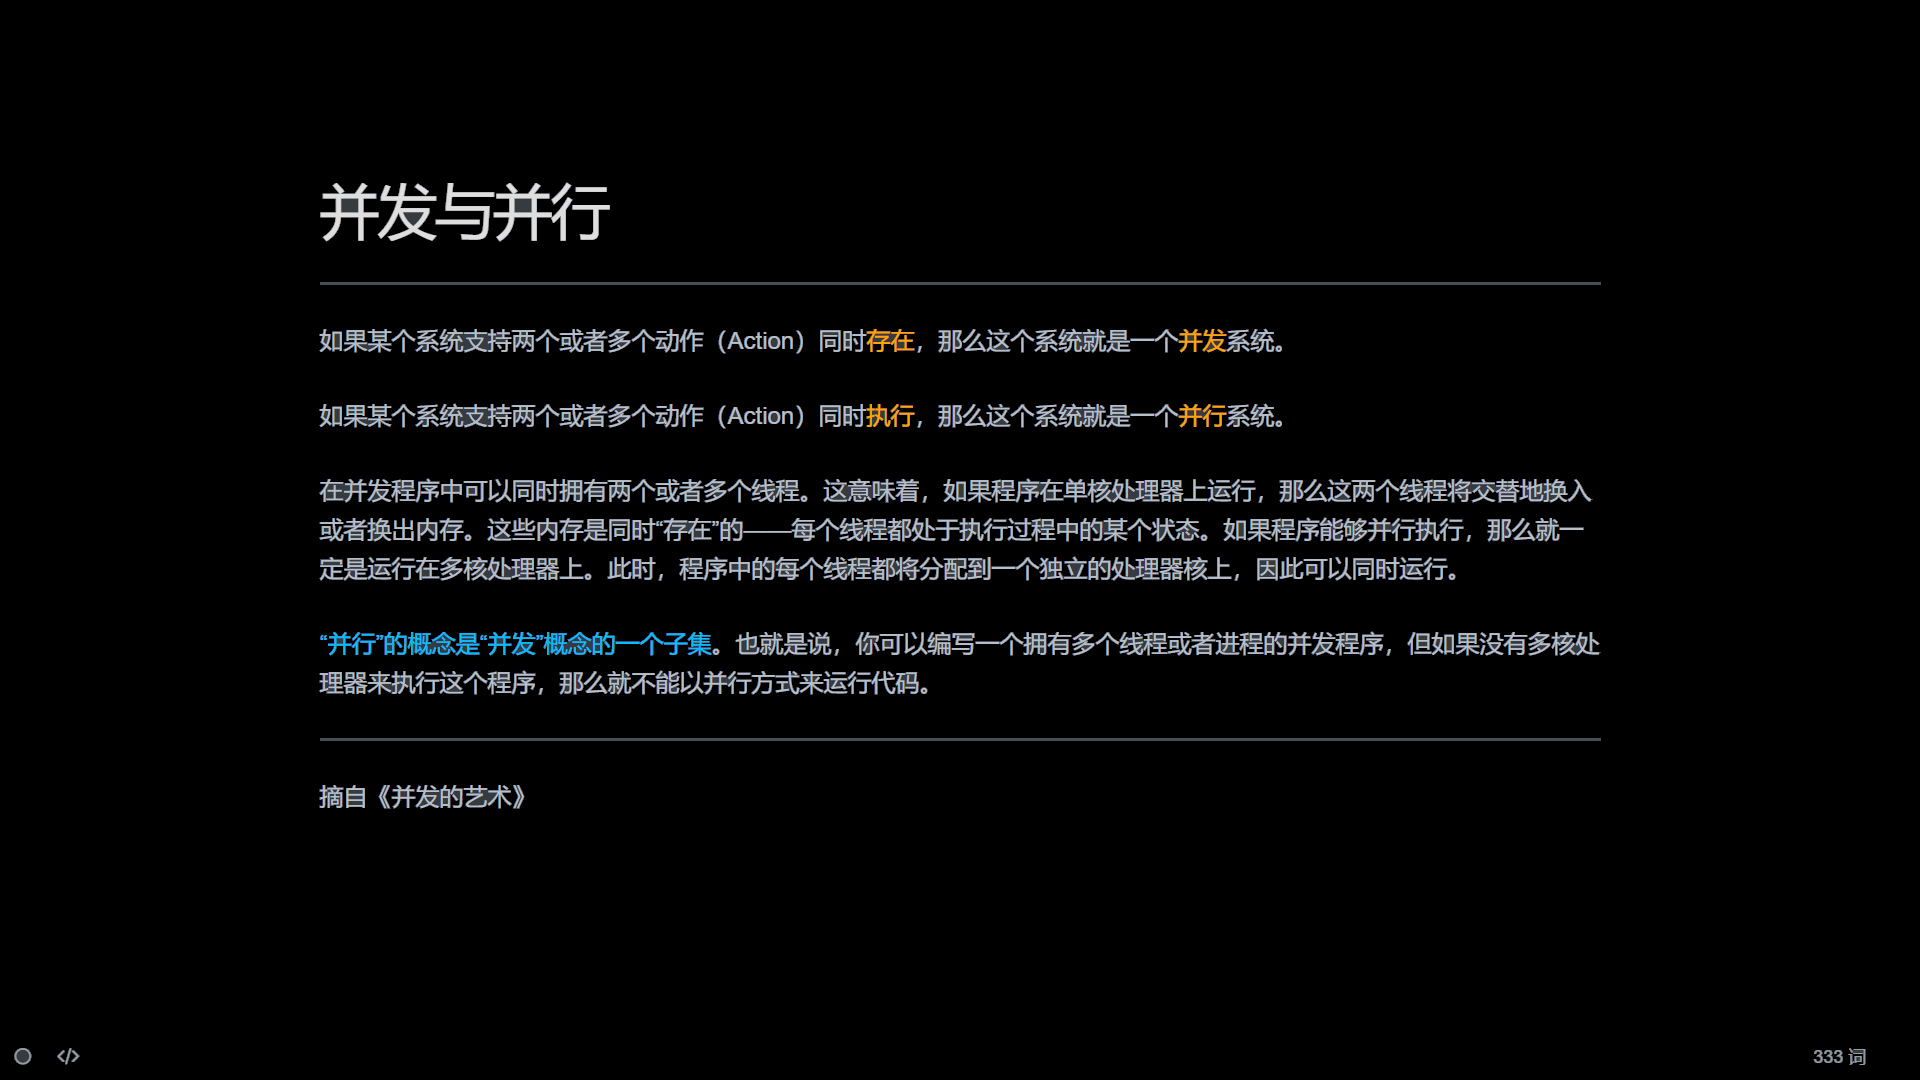 并发与并行
如果某个系统支持两个或者多个动作（Action）同时存在，那么这个系统就是一个并发系统。
如果某个系统支持两个或者多个动作（Action）同时执行，那么这个系统就是一个并行系统。
在并发程序中可以同时拥有两个或者多个线程。这意味着，如果程序在单核处理器上运行，那么这两个线程将交替地换入
或者换出内存。这些内存是同时“存在”的——每个线程都处于执行过程中的某个状态。如果程序能够并行执行，那么就一
定是运行在多核处理器上。此时，程序中的每个线程都将分配到一个独立的处理器核上，因此可以同时运行。
“并行”的概念是“并发”概念的一个子集。也就是说，你可以编写一个拥有多个线程或者进程的并发程序，但如果没有多核处
理器来执行这个程序，那么就不能以并行方式来运行代码。
摘自《并发的艺术》
</> 333 词